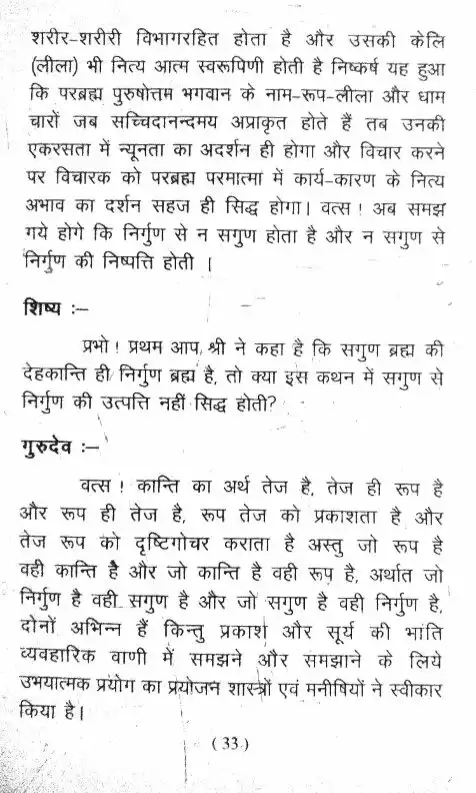 शरीर-शरीरी विभागरहित होता है और उसकी केलि
(लीला) भी नित्य आत्म स्वरूपिणी होती है निष्कर्ष यह हुआ
कि परब्रह्म पुरुषोत्तम भगवान के नाम-रूप-लीला और धाम
चारों जब सच्चिदानन्दमय अप्राकृत होते हैं तब उनकी
एकरसता में न्यूनता का अदर्शन ही होगा और विचार करने
पर विचारक को परब्रह्म परमात्मा में कार्य-कारण के नित्य
अभाव का दर्शन सहज ही सिद्ध होगा। वत्स ! अब समझ
गये होगे कि निर्गुण से न सगुण होता है और न सगुण से
निर्गुण की निष्पत्ति होती ।
शिष्य :–
प्रभो ! प्रथम आप श्री ने कहा है कि सगुण ब्रह्म की
देहकान्ति ही निर्गुण ब्रह्म है, तो क्या इस कथन में सगुण से
निर्गुण की उत्पत्ति नहीं सिद्ध होती?
गुरुदेव :–
वत्स ! कान्ति का अर्थ तेज है, तेज ही रूप है
और रूप ही तेज है, रूप तेज को प्रकाशता है और
तेज रूप को दृष्टिगोचर कराता है अस्तु जो रूप है
वही कान्ति है और जो कान्ति है वही रूप है, अर्थात जो
निर्गुण है वही सगुण है और जो सगुण है वही निर्गुण है,
दोनों अभिन्न हैं किन्तु प्रकाश और सूर्य की भांति
व्यवहारिक वाणी में समझने और समझाने के लिये
उभयात्मक प्रयोग का प्रयोजन शास्त्रों एवं मनीषियों ने स्वीकार
किया है।
( 33 )